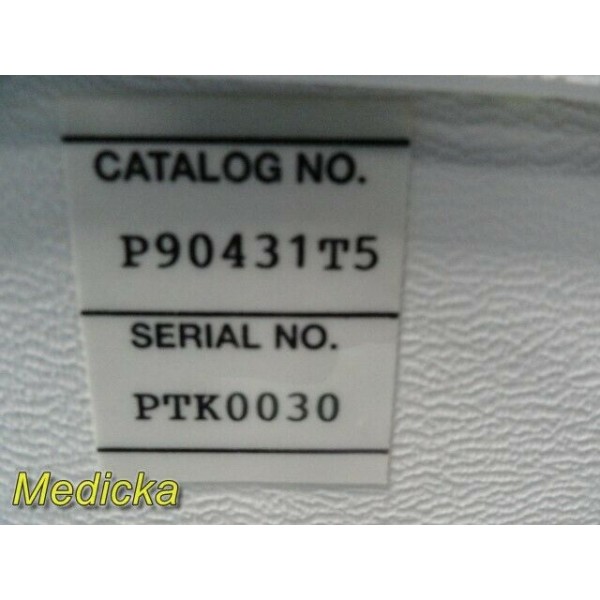 CATALOG NO.
P90431T5
SERIAL NO.
PTK0030
Medicka